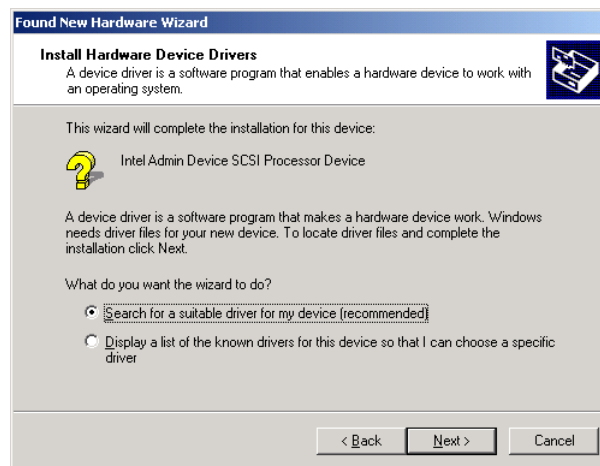 Found New Hardware Wizard
Install Hardware Device Drivers
A device driver is a software program that enables a hardware device to work with
an operating system.
This wizard will complete the installation for this device:
Intel Admin Device SCSI Processor Device
A device driver is a software program that makes a hardware device work. Windows
needs driver files for your new device. To locate driver files and complete the
installation click Next.
What do you want the wizard to do?
Search for a suitable driver for my device (recommended)
Display a list of the known drivers for this device so that I can choose a specific
driver
< Back Next > Cancel